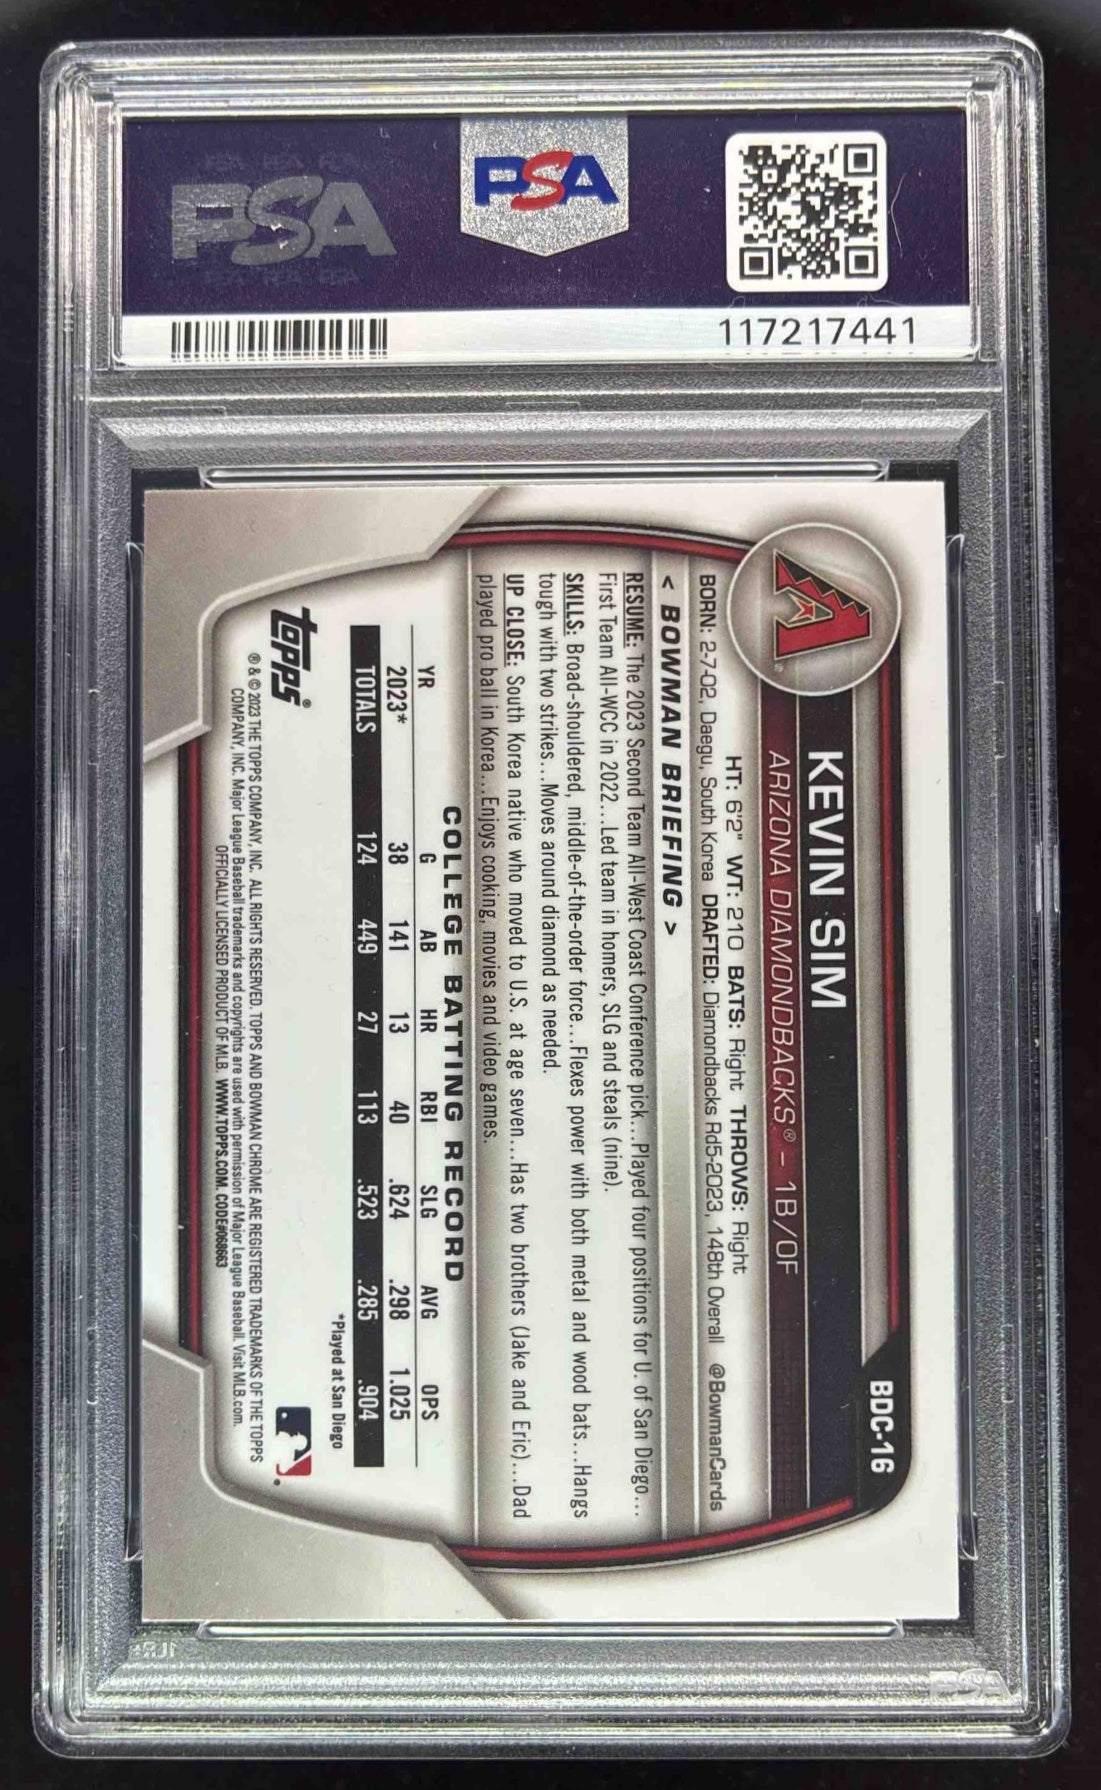 PSA
PSA
117217441
BDC-16
KEVIN SIM
ARIZONA DIAMONDBACKS® – 1B/OF
HT: 6'2" WT: 210 BATS: Right THROWS: Right
BORN: 2-7-02, Daegu, South Korea DRAFTED: Diamondbacks Rd5-2023, 148th Overall @BowmanCards
< BOWMAN BRIEFING >
RESUME: The 2023 Second Team All-West Coast Conference pick...Played four positions for U. of San Diego...
First Team All-WCC in 2022...Led team in homers, SLG and steals (nine).
SKILLS: Broad-shouldered, middle-of-the-order force...Flexes power with both metal and wood bats...Hangs
tough with two strikes...Moves around diamond as needed.
UP CLOSE: South Korea native who moved to U.S. at age seven...Has two brothers (Jake and Eric)...Dad
played pro ball in Korea...Enjoys cooking, movies and video games.
COLLEGE BATTING RECORD
YR G AB HR RBI SLG AVG OPS
2023* 38 141 13 40 .624 .298 1.025
TOTALS 124 449 27 113 .523 .285 .904
*Played at San Diego
topps®
® & © 2023 THE TOPPS COMPANY, INC. ALL RIGHTS RESERVED. TOPPS AND BOWMAN CHROME ARE REGISTERED TRADEMARKS OF THE TOPPS
COMPANY, INC. Major League Baseball trademarks and copyrights are used with permission of Major League Baseball. Visit MLB.com.
OFFICIALLY LICENSED PRODUCT OF MLB. WWW.TOPPS.COM. CODE#068663
PSA